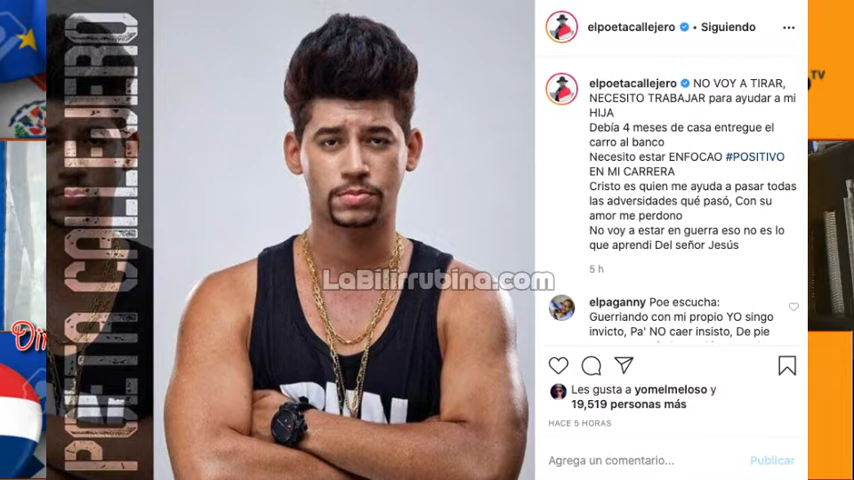 POETA CALLEJERO
LaBilirrubina.com
Din
elpoetacallejero • Siguiendo
elpoetacallejero NO VOY A TIRAR,
NECESITO TRABAJAR para ayudar a mi
HIJA
Debía 4 meses de casa entregue el
carro al banco
Necesito estar ENFOCAO #POSITIVO
EN MI CARRERA
Cristo es quien me ayuda a pasar todas
las adversidades qué pasó, Con su
amor me perdono
No voy a estar en guerra eso no es lo
que aprendi Del señor Jesús
5 h
elpaganny Poe escucha:
Guerriando con mi propio YO singo
invicto, Pa' NO caer insisto, De pie
Les gusta a yomelmeloso y
19,519 personas más
HACE 5 HORAS
Agrega un comentario...
Publicar
TV